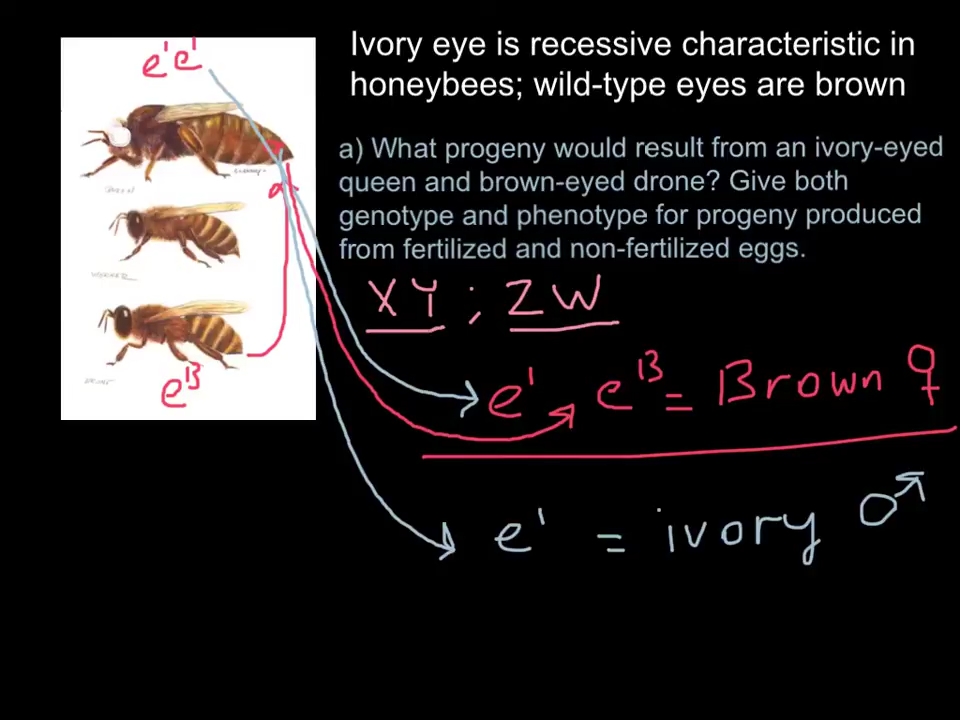 Ivory eye is recessive characteristic in
honeybees; wild-type eyes are brown
e' e'
a) What progeny would result from an ivory-eyed
queen and brown-eyed drone? Give both
genotype and phenotype for progeny produced
from fertilized and non-fertilized eggs.
QUEEN
WORKER
XY ; ZW
e' e^B = Brown ♀
e^B
e' = ivory ♂